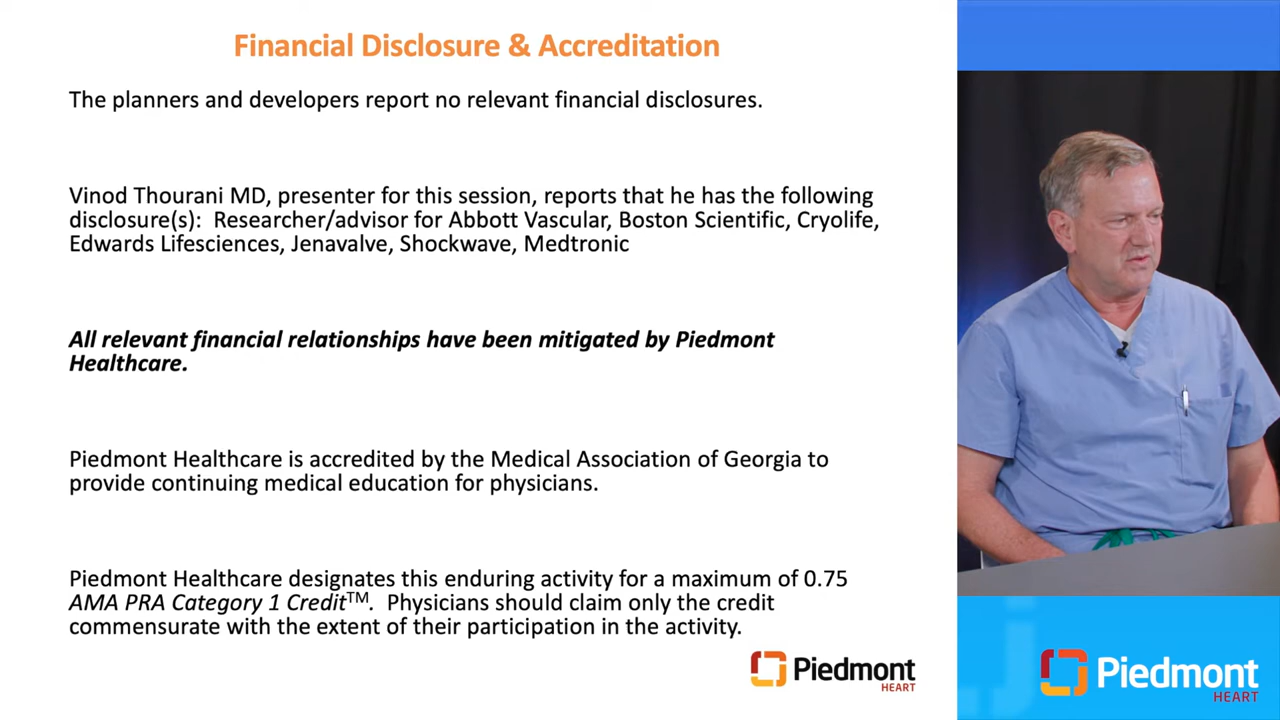 Financial Disclosure & Accreditation
The planners and developers report no relevant financial disclosures.
Vinod Thourani MD, presenter for this session, reports that he has the following
disclosure(s):  Researcher/advisor for Abbott Vascular, Boston Scientific, Cryolife,
Edwards Lifesciences, Jenavalve, Shockwave, Medtronic
All relevant financial relationships have been mitigated by Piedmont
Healthcare.
Piedmont Healthcare is accredited by the Medical Association of Georgia to
provide continuing medical education for physicians.
Piedmont Healthcare designates this enduring activity for a maximum of 0.75
AMA PRA Category 1 Credit™.  Physicians should claim only the credit
commensurate with the extent of their participation in the activity.
Piedmont
HEART
Piedmont
HEART